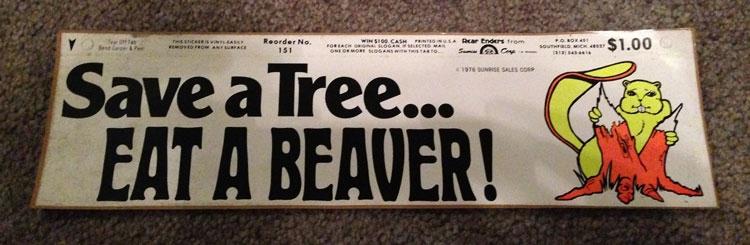 Tear Off Tab
Bend Corner & Peel
THIS STICKER IS VINYL-EASILY
REMOVED FROM ANY SURFACE
Reorder No.
151
WIN $100. CASH PRINTED IN U.S.A.
FOR EACH ORIGINAL SLOGAN, IF SELECTED MAIL
ONE OR MORE SLOGANS WITH THIS TAB TO...
Rear Enders from
Sunrise Corp
P.O. BOX 401
SOUTHFIELD, MICH. 48037
$1.00
© 1976 SUNRISE SALES CORP
Save a Tree...
EAT A BEAVER!